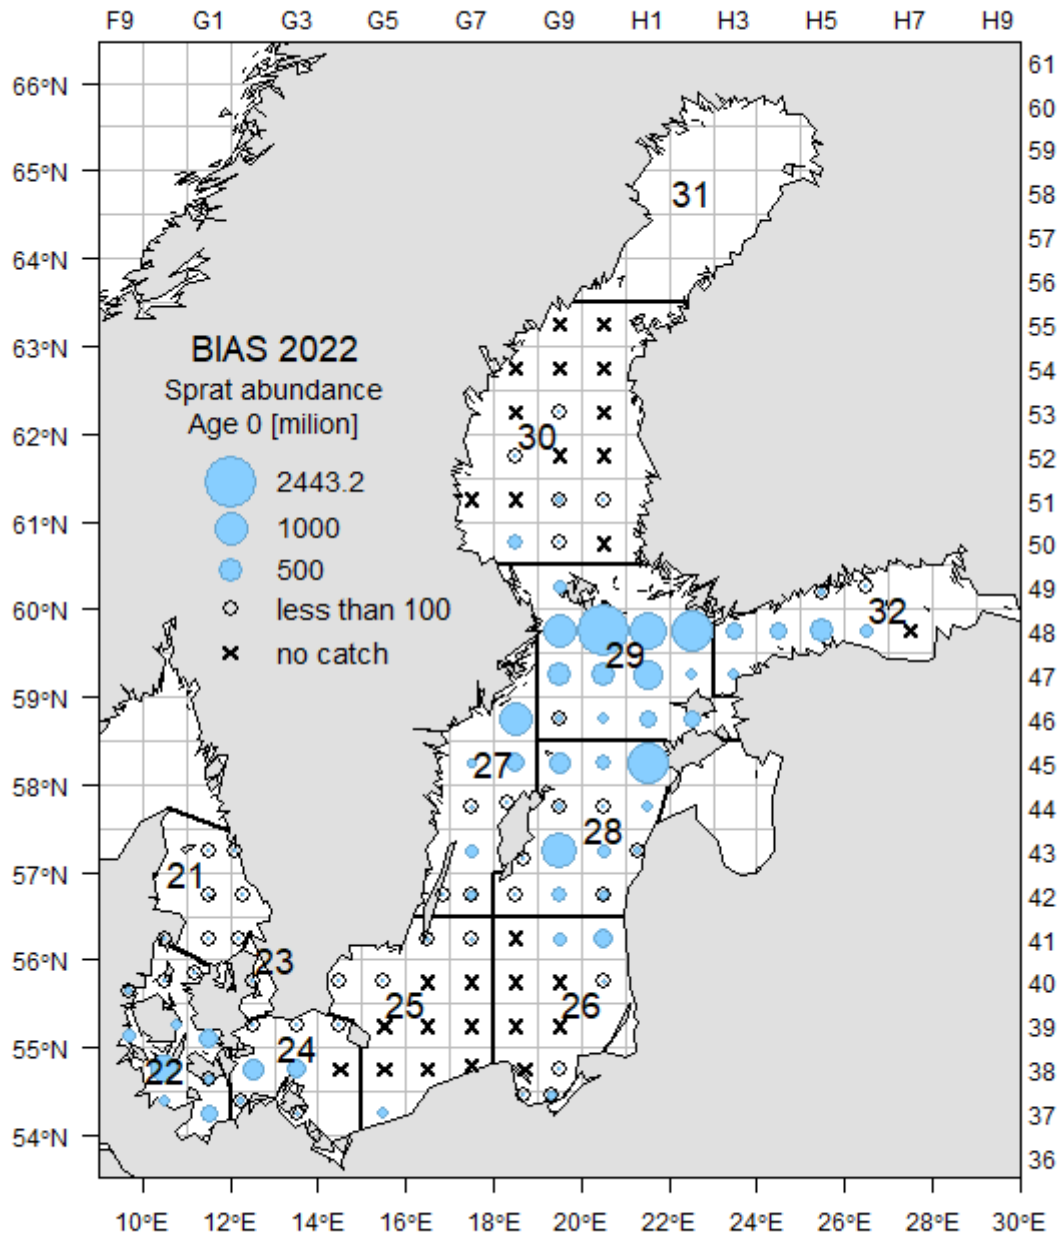 F9 G1 G3 G5 G7 G9 H1 H3 H5 H7 H9
66°N 61
60
65°N 59
58
64°N 57
56
63°N 55
54
53
62°N 52
51
61°N 50
49
60°N 48
47
59°N 46
45
58°N 44
43
57°N 42
41
56°N 40
39
55°N 38
37
54°N 36
31
BIAS 2022
Sprat abundance
Age 0 [milion]
2443.2
1000
500
less than 100
no catch
30
32
29
27
28
21
23
25
26
24
22
10°E 12°E 14°E 16°E 18°E 20°E 22°E 24°E 26°E 28°E 30°E